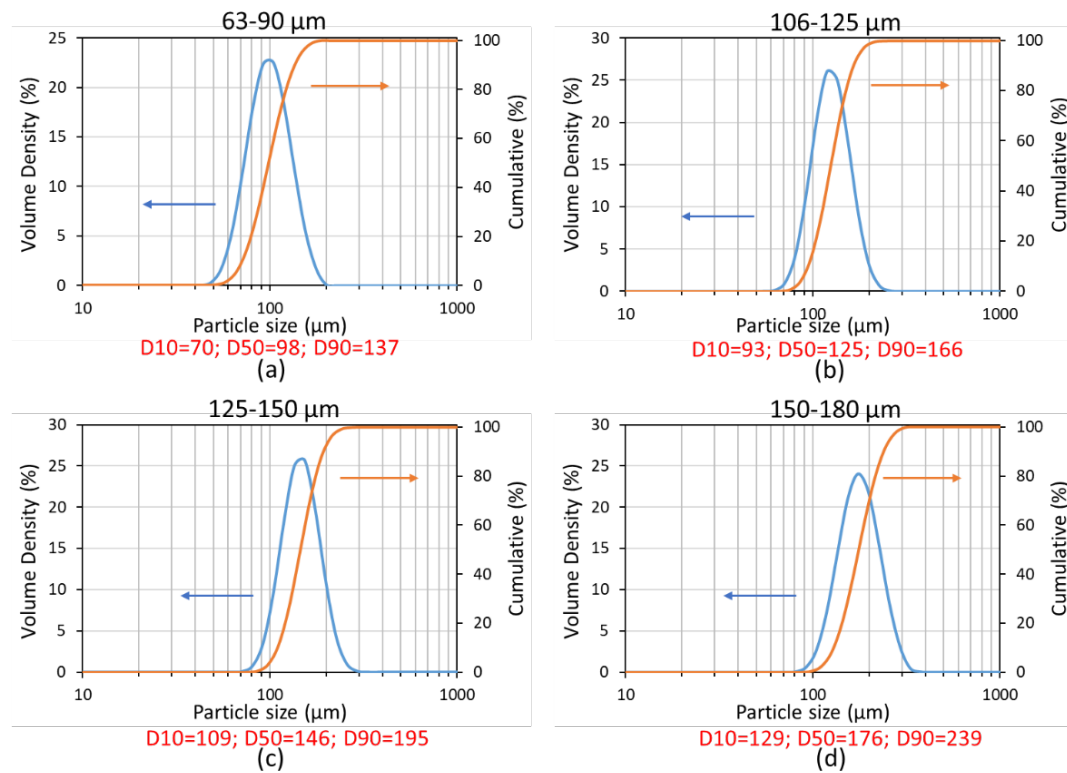 63-90 μm
25
20
15
10
5
0
Volume Density (%)
100
80
60
40
20
0
Cumulative (%)
10
100
1000
Particle size (μm)
D10=70; D50=98; D90=137
(a)
106-125 μm
30
25
20
15
10
5
0
Volume Density (%)
100
80
60
40
20
0
Cumulative (%)
10
100
1000
Particle size (μm)
D10=93; D50=125; D90=166
(b)
125-150 μm
30
25
20
15
10
5
0
Volume Density (%)
100
80
60
40
20
0
Cumulative (%)
10
100
1000
Particle size (μm)
D10=109; D50=146; D90=195
(c)
150-180 μm
30
25
20
15
10
5
0
Volume Density (%)
100
80
60
40
20
0
Cumulative (%)
10
100
1000
Particle size (μm)
D10=129; D50=176; D90=239
(d)